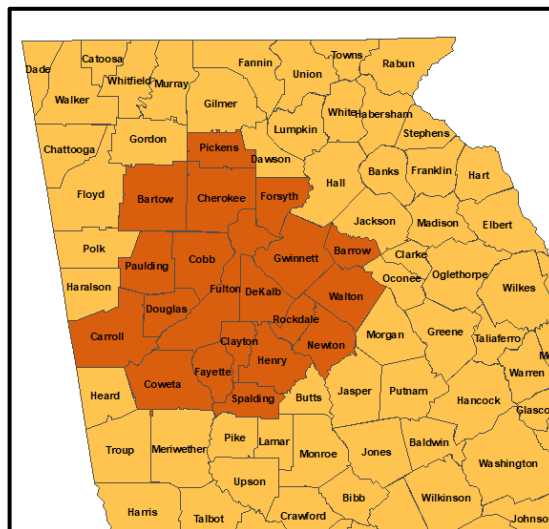 Dade
Catoosa
Whitfield
Murray
Fannin
Union
Towns
Rabun
Walker
Gilmer
White
Habersham
Lumpkin
Stephens
Chattooga
Gordon
Pickens
Dawson
Hall
Banks
Franklin
Hart
Floyd
Bartow
Cherokee
Forsyth
Jackson
Madison
Elbert
Polk
Paulding
Cobb
Gwinnett
Barrow
Clarke
Oconee
Oglethorpe
Wilkes
Haralson
Fulton
DeKalb
Walton
Carroll
Douglas
Rockdale
Clayton
Henry
Newton
Morgan
Greene
Taliaferro
Warren
Coweta
Fayette
Spalding
Heard
Butts
Jasper
Putnam
Hancock
Glasco
Troup
Meriwether
Pike
Lamar
Monroe
Jones
Baldwin
Washington
Upson
Bibb
Wilkinson
Harris
Talbot
Crawford
Johnso